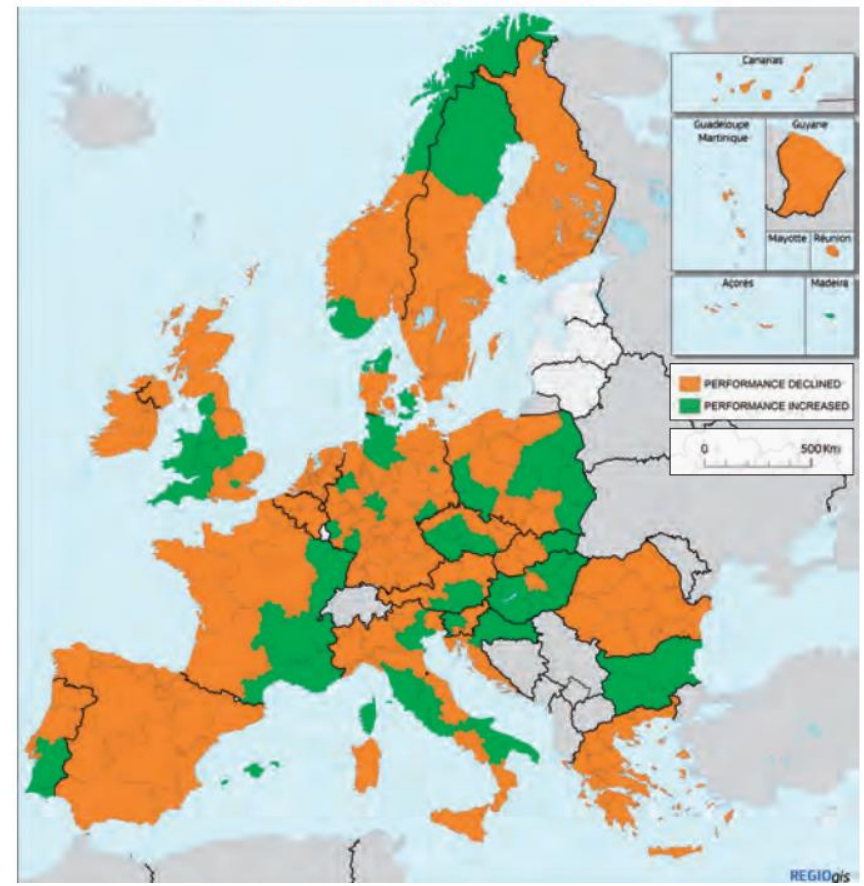 Canarias
Guadeloupe
Martinique
Guyane
Mayotte
Réunion
Açores
Madeira
PERFORMANCE DECLINED
PERFORMANCE INCREASED
0 500 Km
REGIOgis